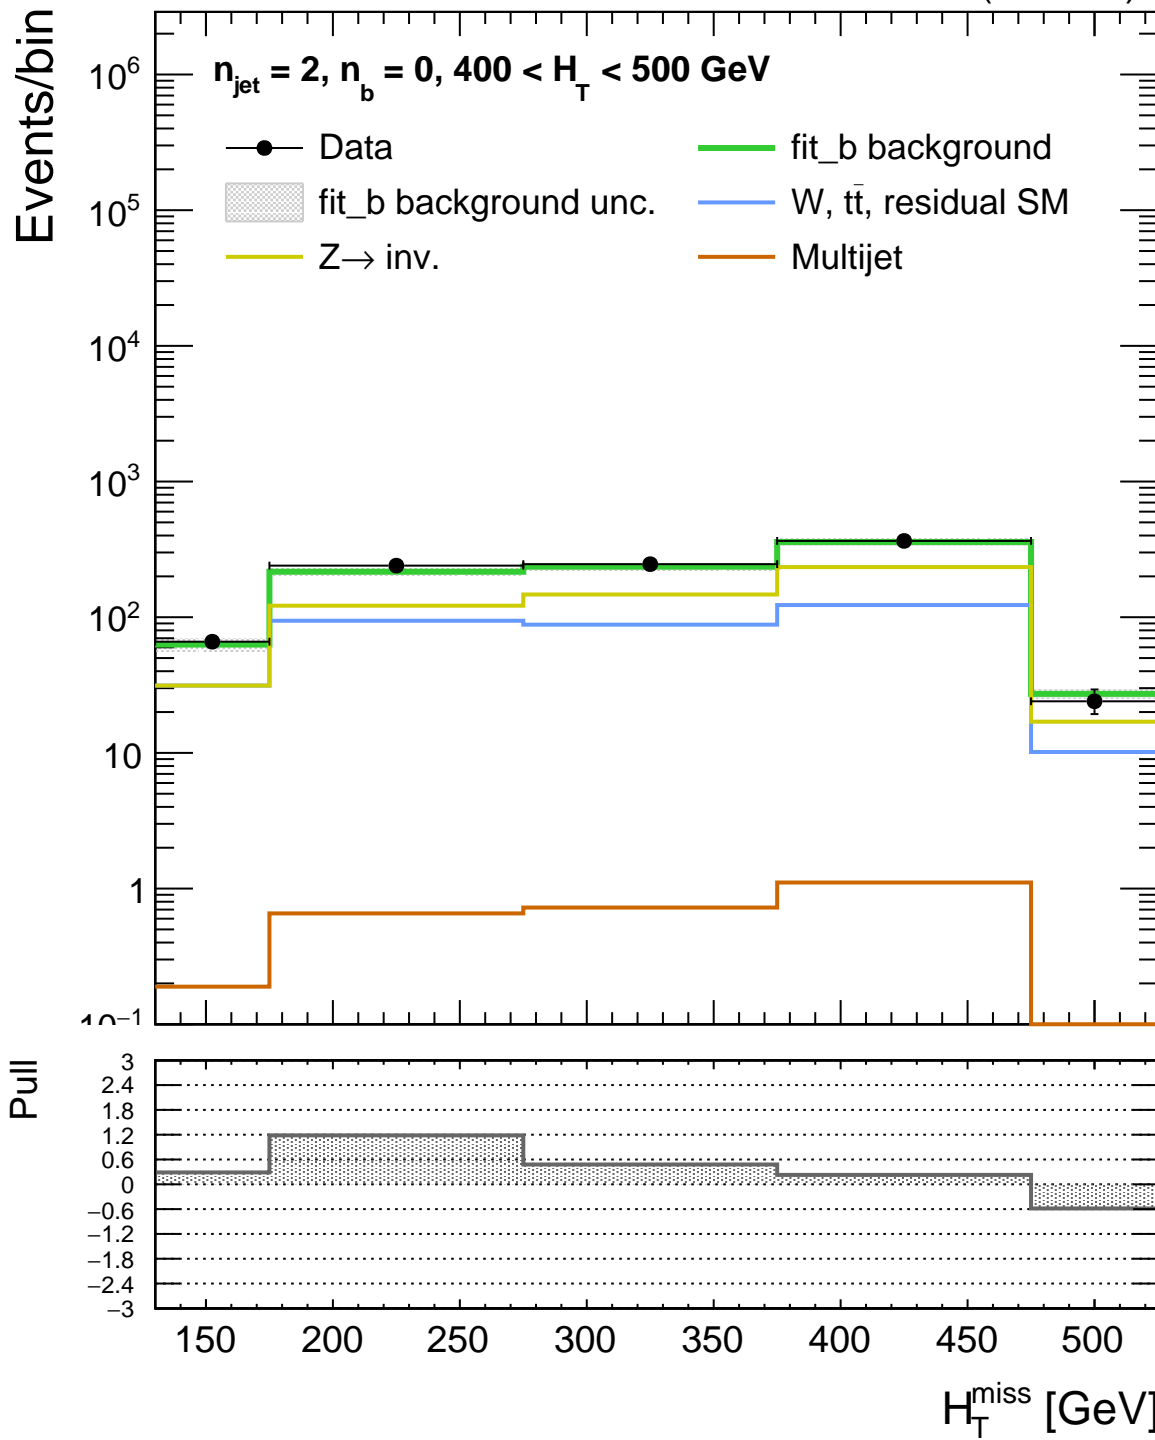 Events/bin
n_jet = 2, n_b = 0, 400 < H_T < 500 GeV
Data
fit_b background
fit_b background unc.
W, tt̄, residual SM
Z→ inv.
Multijet
10^6
10^5
10^4
10^3
10^2
10
1
10^−1
Pull
3
2.4
1.8
1.2
0.6
0
−0.6
−1.2
−1.8
−2.4
−3
150 200 250 300 350 400 450 500
H_T^miss [GeV]